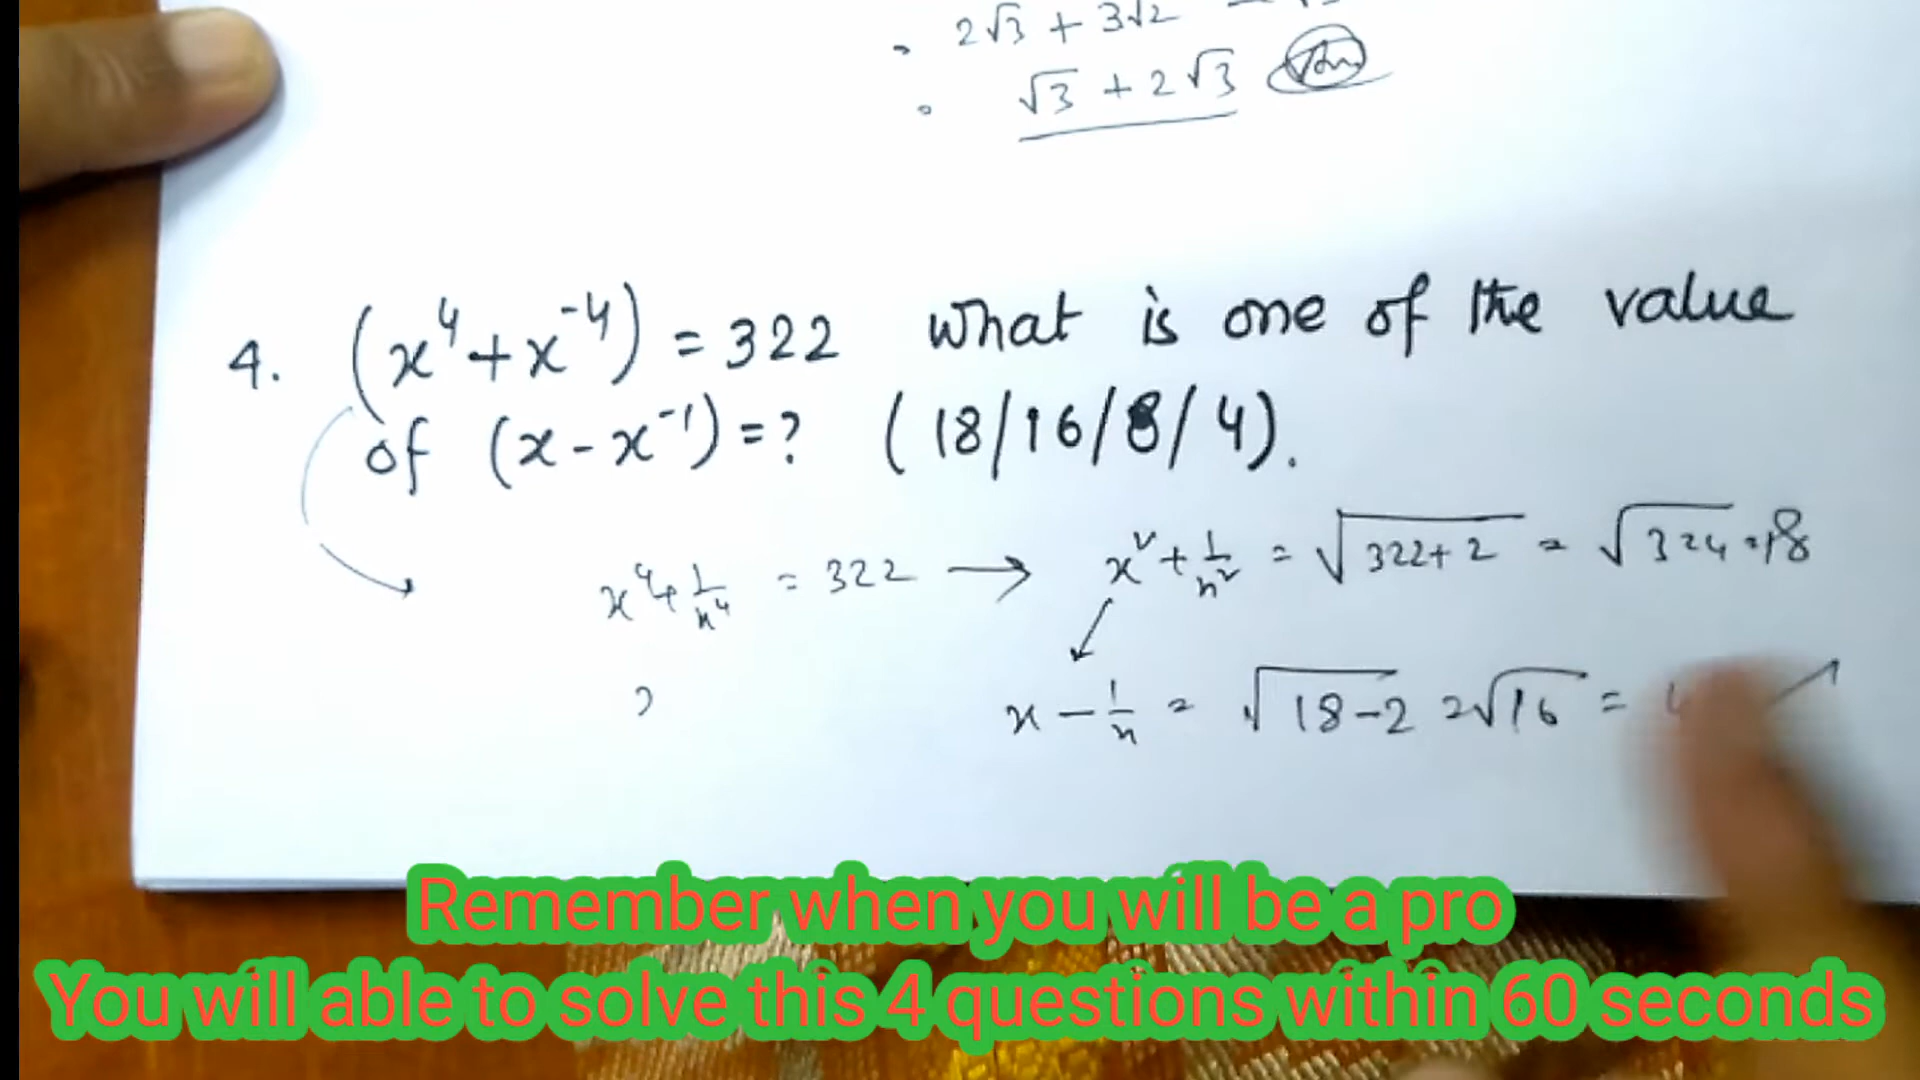 2√3 + 3√2
√3 + 2√3
4. (x⁴+x⁻⁴) = 322 what is one of the value
of (x-x⁻¹) = ? (18/16/8/4).
x⁴+1/x⁴ = 322 → x²+1/x² = √322+2 = √324 = 18
x - 1/x = √18-2 = √16 =
Remember when you will be a pro
You will able to solve this 4 questions within 60 seconds